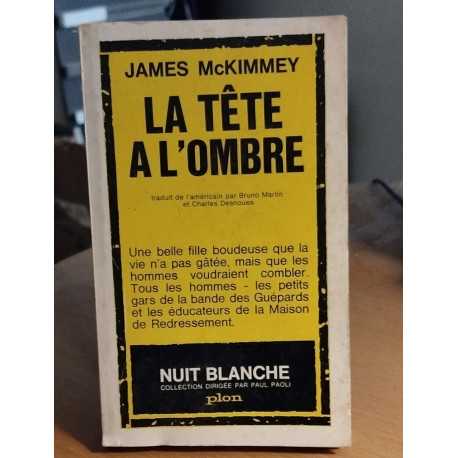 JAMES McKIMMEY
LA TÊTE
A L'OMBRE
traduit de l'américain par Bruno Martin
et Charles Desnoues
Une belle fille boudeuse que la
vie n'a pas gâtée, mais que les
hommes voudraient combler.
Tous les hommes - les petits
gars de la bande des Guépards
et les éducateurs de la Maison
de Redressement.
NUIT BLANCHE
COLLECTION DIRIGÉE PAR PAUL PAOLI
plon